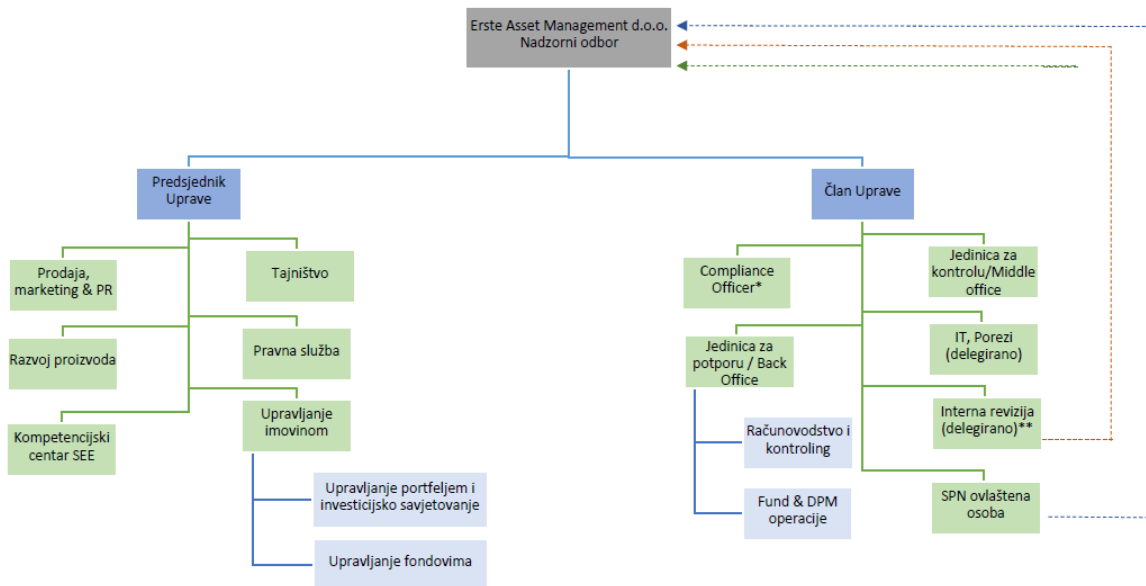 Erste Asset Management d.o.o.
Nadzorni odbor
Predsjednik
Uprave
Član Uprave
Prodaja,
marketing & PR
Tajništvo
Compliance
Officer*
Jedinica za
kontrolu/Middle
office
Razvoj proizvoda
Pravna služba
Jedinica za
potporu / Back
Office
IT, Porezi
(delegirano)
Kompetencijski
centar SEE
Upravljanje
imovinom
Računovodstvo i
kontroling
Interna revizija
(delegirano)**
Upravljanje portfeljem i
investicijsko savjetovanje
Fund & DPM
operacije
SPN ovlaštena
osoba
Upravljanje fondovima